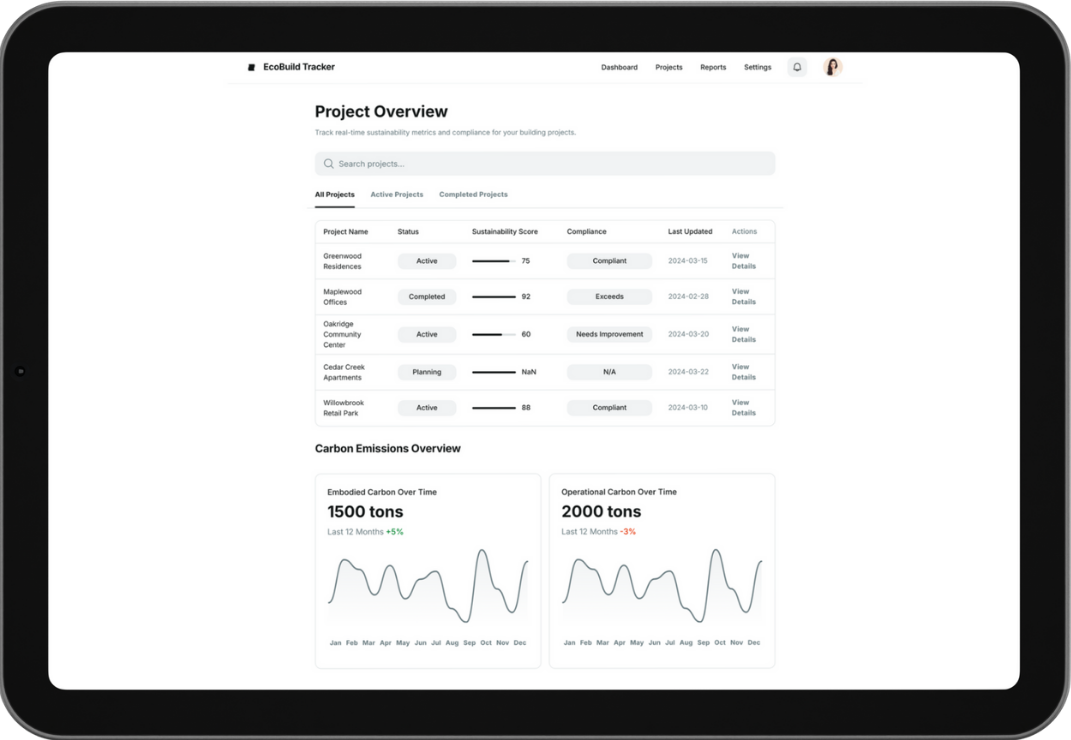 EcoBuild Tracker
Dashboard
Projects
Reports
Settings
Project Overview
Track real-time sustainability metrics and compliance for your building projects.
Search projects...
All Projects
Active Projects
Completed Projects
Project Name
Status
Sustainability Score
Compliance
Last Updated
Actions
Greenwood
Residences
Active
75
Compliant
2024-03-15
View
Details
Maplewood
Offices
Completed
92
Exceeds
2024-02-28
View
Details
Oakridge
Community
Center
Active
60
Needs Improvement
2024-03-20
View
Details
Cedar Creek
Apartments
Planning
NaN
N/A
2024-03-22
View
Details
Willowbrook
Retail Park
Active
88
Compliant
2024-03-10
View
Details
Carbon Emissions Overview
Embodied Carbon Over Time
1500 tons
Last 12 Months +5%
Jan Feb Mar Apr May Jun Jul Aug Sep Oct Nov Dec
Operational Carbon Over Time
2000 tons
Last 12 Months -3%
Jan Feb Mar Apr May Jun Jul Aug Sep Oct Nov Dec